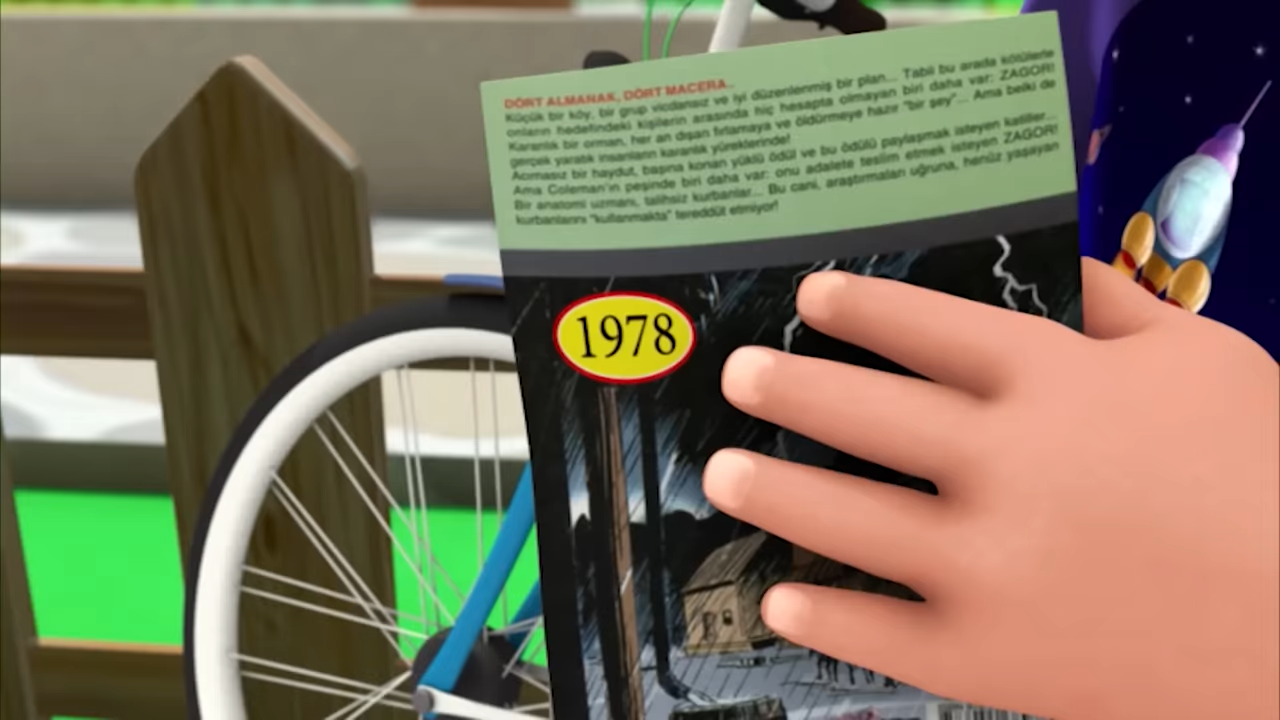 DÖRT ALMANAK, DÖRT MACERA...
Küçük bir köy, bir grup vicdansız ve iyi düzenlenmiş bir plan... Tabii bu arada kötülerle
onların hedefindeki kişilerin arasında hiç hesapta olmayan biri daha var: ZAGOR!
Karanlık bir orman, her an dışarı fırlamaya ve öldürmeye hazır "bir şey"... Ama belki de
gerçek yaratık insanların karanlık yüreklerinde!
Acımasız bir haydut, başına konan yüklü ödül ve bu ödülü paylaşmak isteyen katiller...
Ama Coleman'ın peşinde biri daha var: onu adalete teslim etmek isteyen ZAGOR!
Bir anatomi uzmanı, talihsiz kurbanlar... Bu cani, araştırmaları uğruna, henüz yaşayan
kurbanlarını "kullanmakta" tereddüt etmiyor!
1978